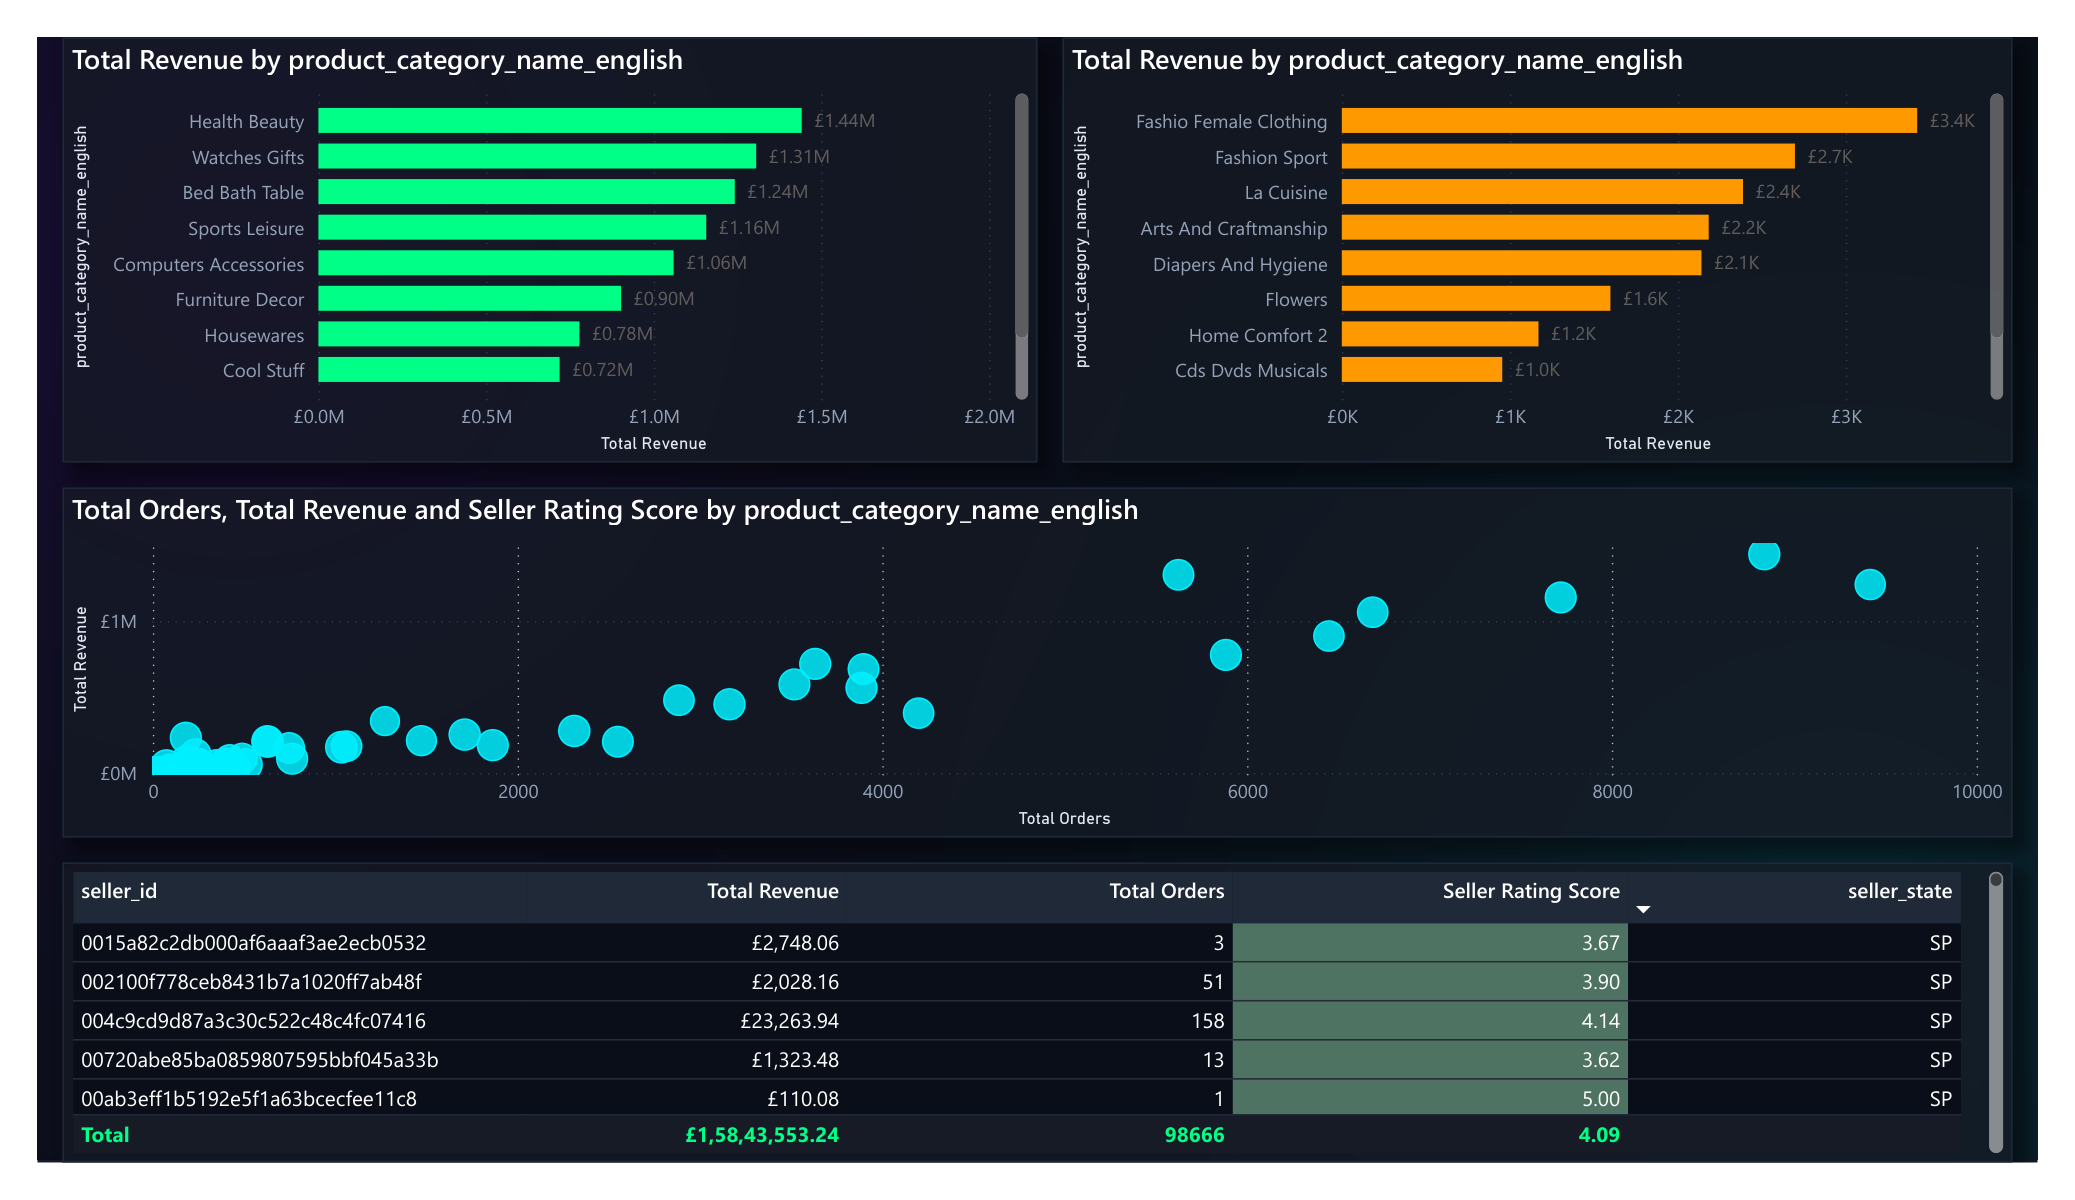 Total Revenue by product_category_name_english
product_category_name_english
Health Beauty £1.44M
Watches Gifts £1.31M
Bed Bath Table £1.24M
Sports Leisure £1.16M
Computers Accessories £1.06M
Furniture Decor £0.90M
Housewares £0.78M
Cool Stuff £0.72M
£0.0M £0.5M £1.0M £1.5M £2.0M
Total Revenue
Total Revenue by product_category_name_english
product_category_name_english
Fashio Female Clothing £3.4K
Fashion Sport £2.7K
La Cuisine £2.4K
Arts And Craftmanship £2.2K
Diapers And Hygiene £2.1K
Flowers £1.6K
Home Comfort 2 £1.2K
Cds Dvds Musicals £1.0K
£0K £1K £2K £3K
Total Revenue
Total Orders, Total Revenue and Seller Rating Score by product_category_name_english
Total Revenue
£1M
£0M
0 2000 4000 6000 8000 10000
Total Orders
seller_id Total Revenue Total Orders Seller Rating Score seller_state
0015a82c2db000af6aaaf3ae2ecb0532 £2,748.06 3 3.67 SP
002100f778ceb8431b7a1020ff7ab48f £2,028.16 51 3.90 SP
004c9cd9d87a3c30c522c48c4fc07416 £23,263.94 158 4.14 SP
00720abe85ba0859807595bbf045a33b £1,323.48 13 3.62 SP
00ab3eff1b5192e5f1a63bcecfee11c8 £110.08 1 5.00 SP
Total £1,58,43,553.24 98666 4.09